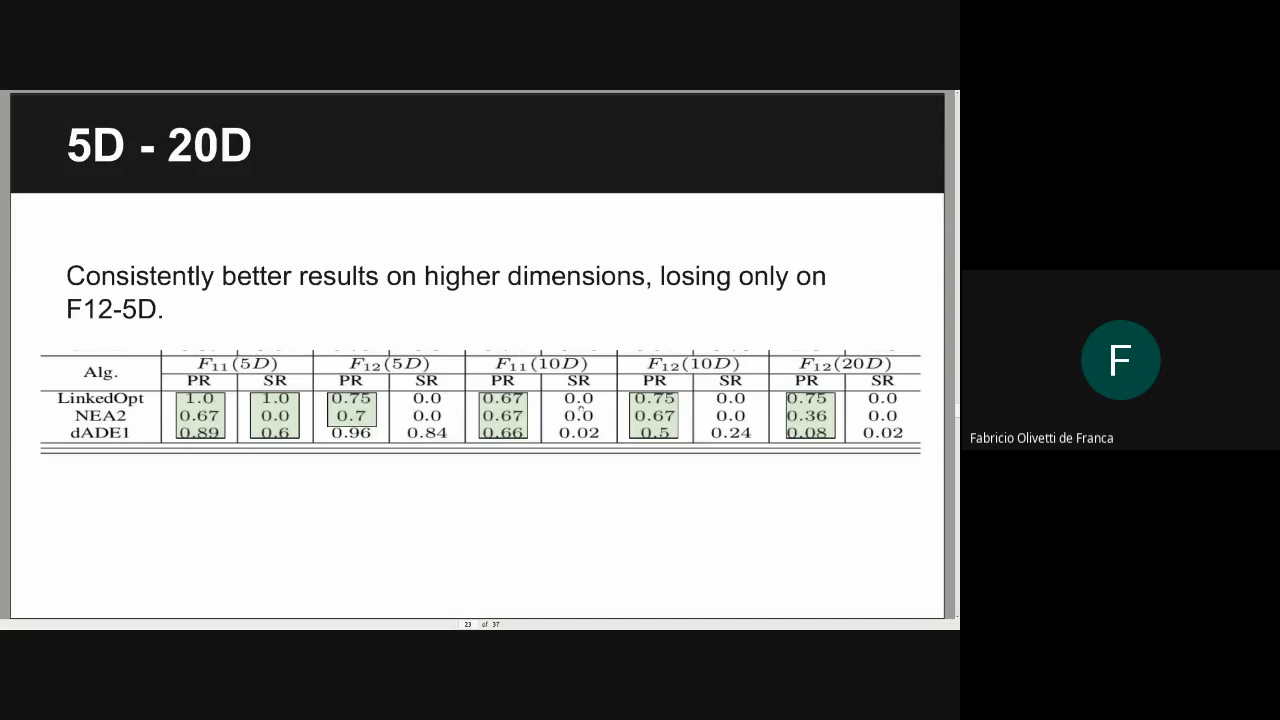 5D - 20D
Consistently better results on higher dimensions, losing only on
F12-5D.
Alg. F11(5D) F12(5D) F11(10D) F12(10D) F12(20D)
PR SR PR SR PR SR PR SR PR SR
LinkedOpt 1.0 1.0 0.75 0.0 0.67 0.0 0.75 0.0 0.75 0.0
NEA2 0.67 0.0 0.7 0.0 0.67 0.0 0.67 0.0 0.36 0.0
dADE1 0.89 0.6 0.96 0.84 0.66 0.02 0.5 0.24 0.08 0.02
23 of 37
F
Fabricio Olivetti de Franca